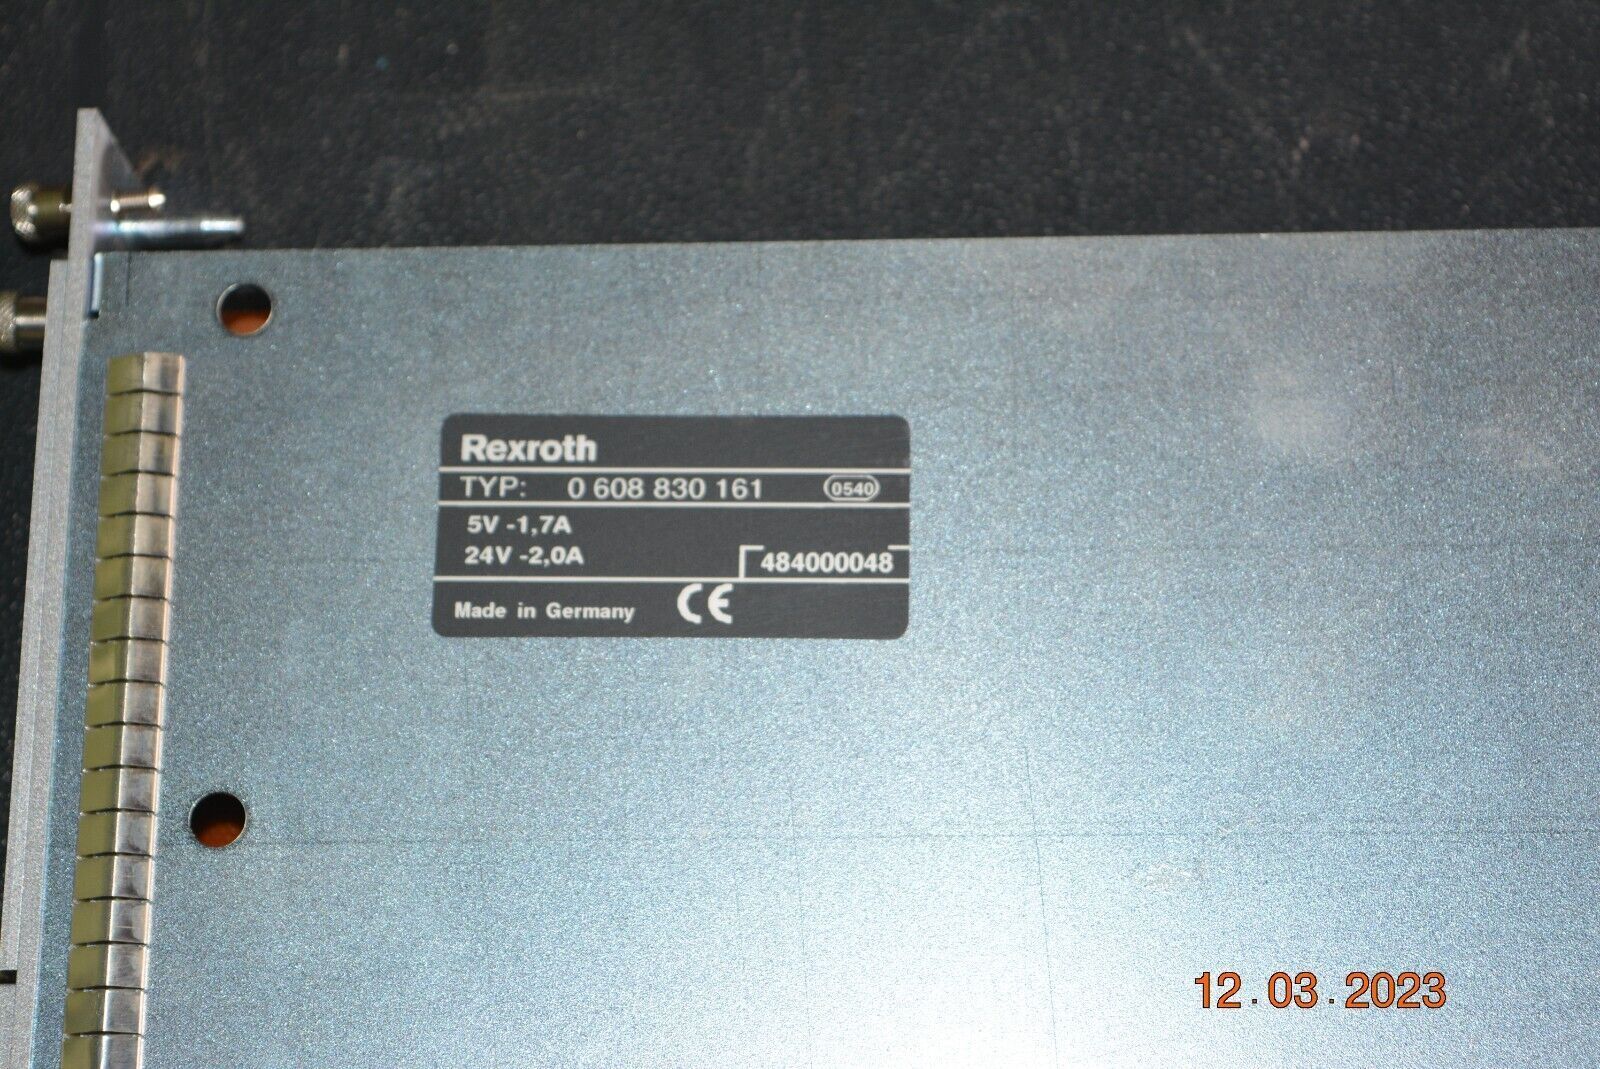 Rexroth
TYP: 0 608 830 161 0540
5V -1,7A
24V -2,0A
484000048
Made in Germany CE
12.03.2023